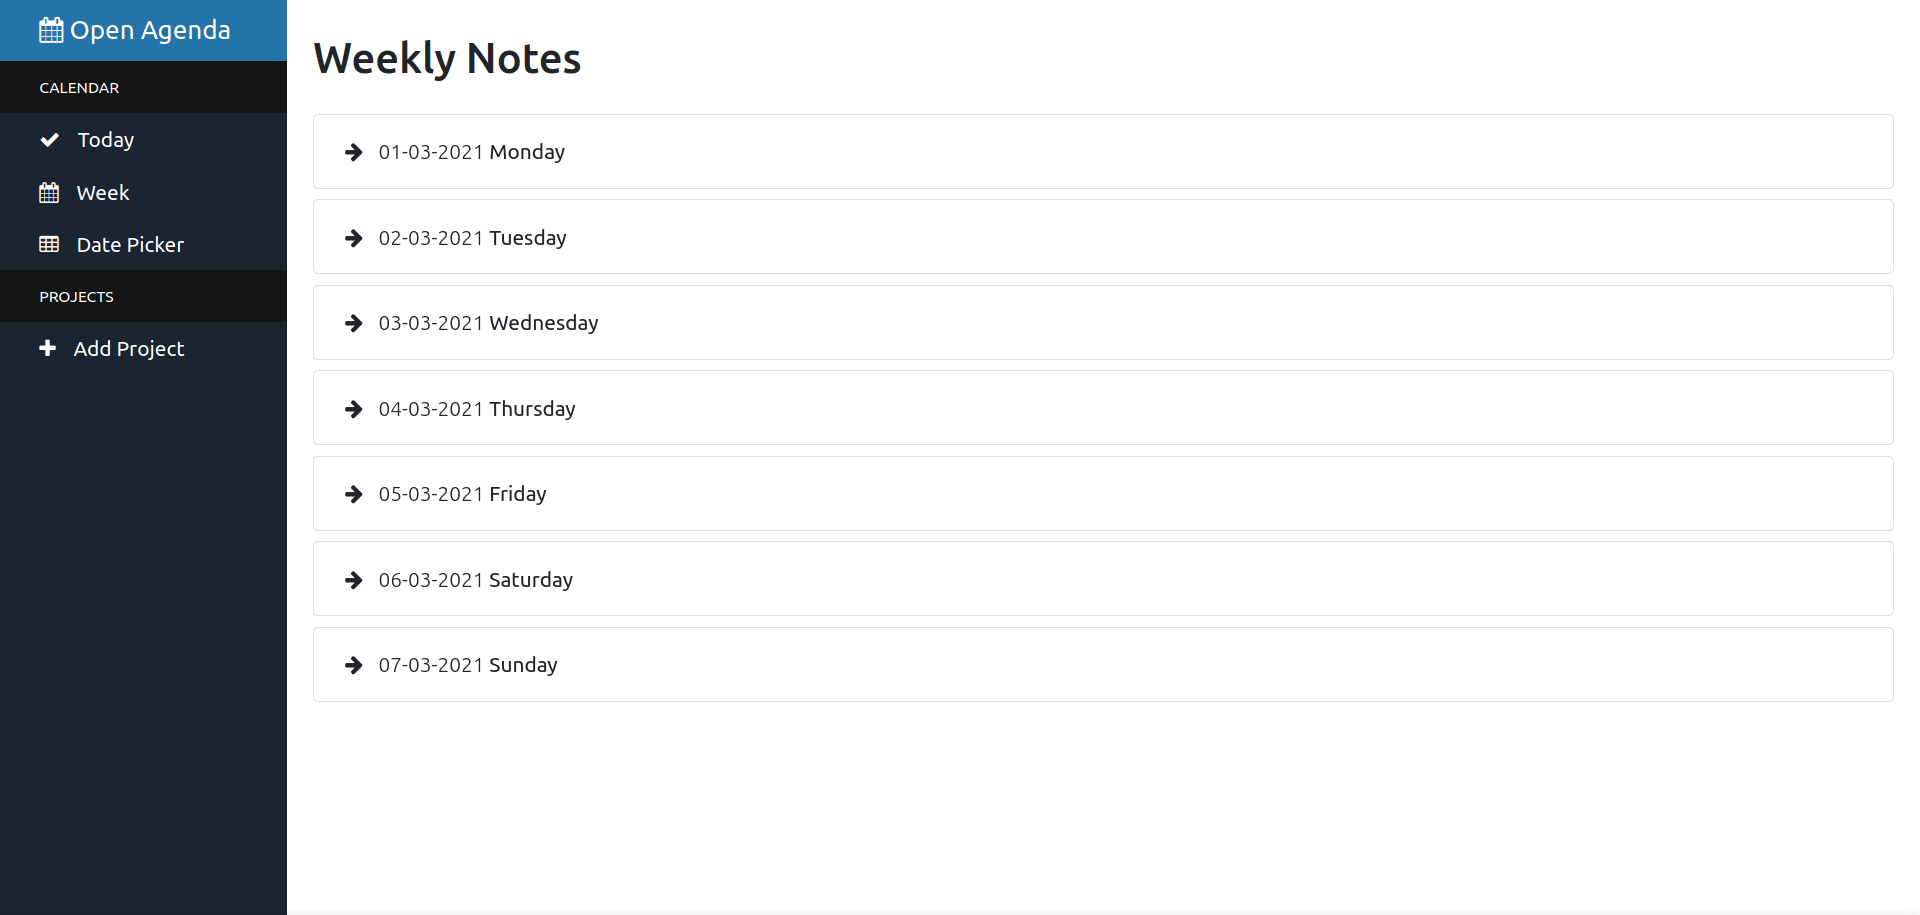 Open Agenda
CALENDAR
Today
Week
Date Picker
PROJECTS
Add Project
Weekly Notes
01-03-2021 Monday
02-03-2021 Tuesday
03-03-2021 Wednesday
04-03-2021 Thursday
05-03-2021 Friday
06-03-2021 Saturday
07-03-2021 Sunday